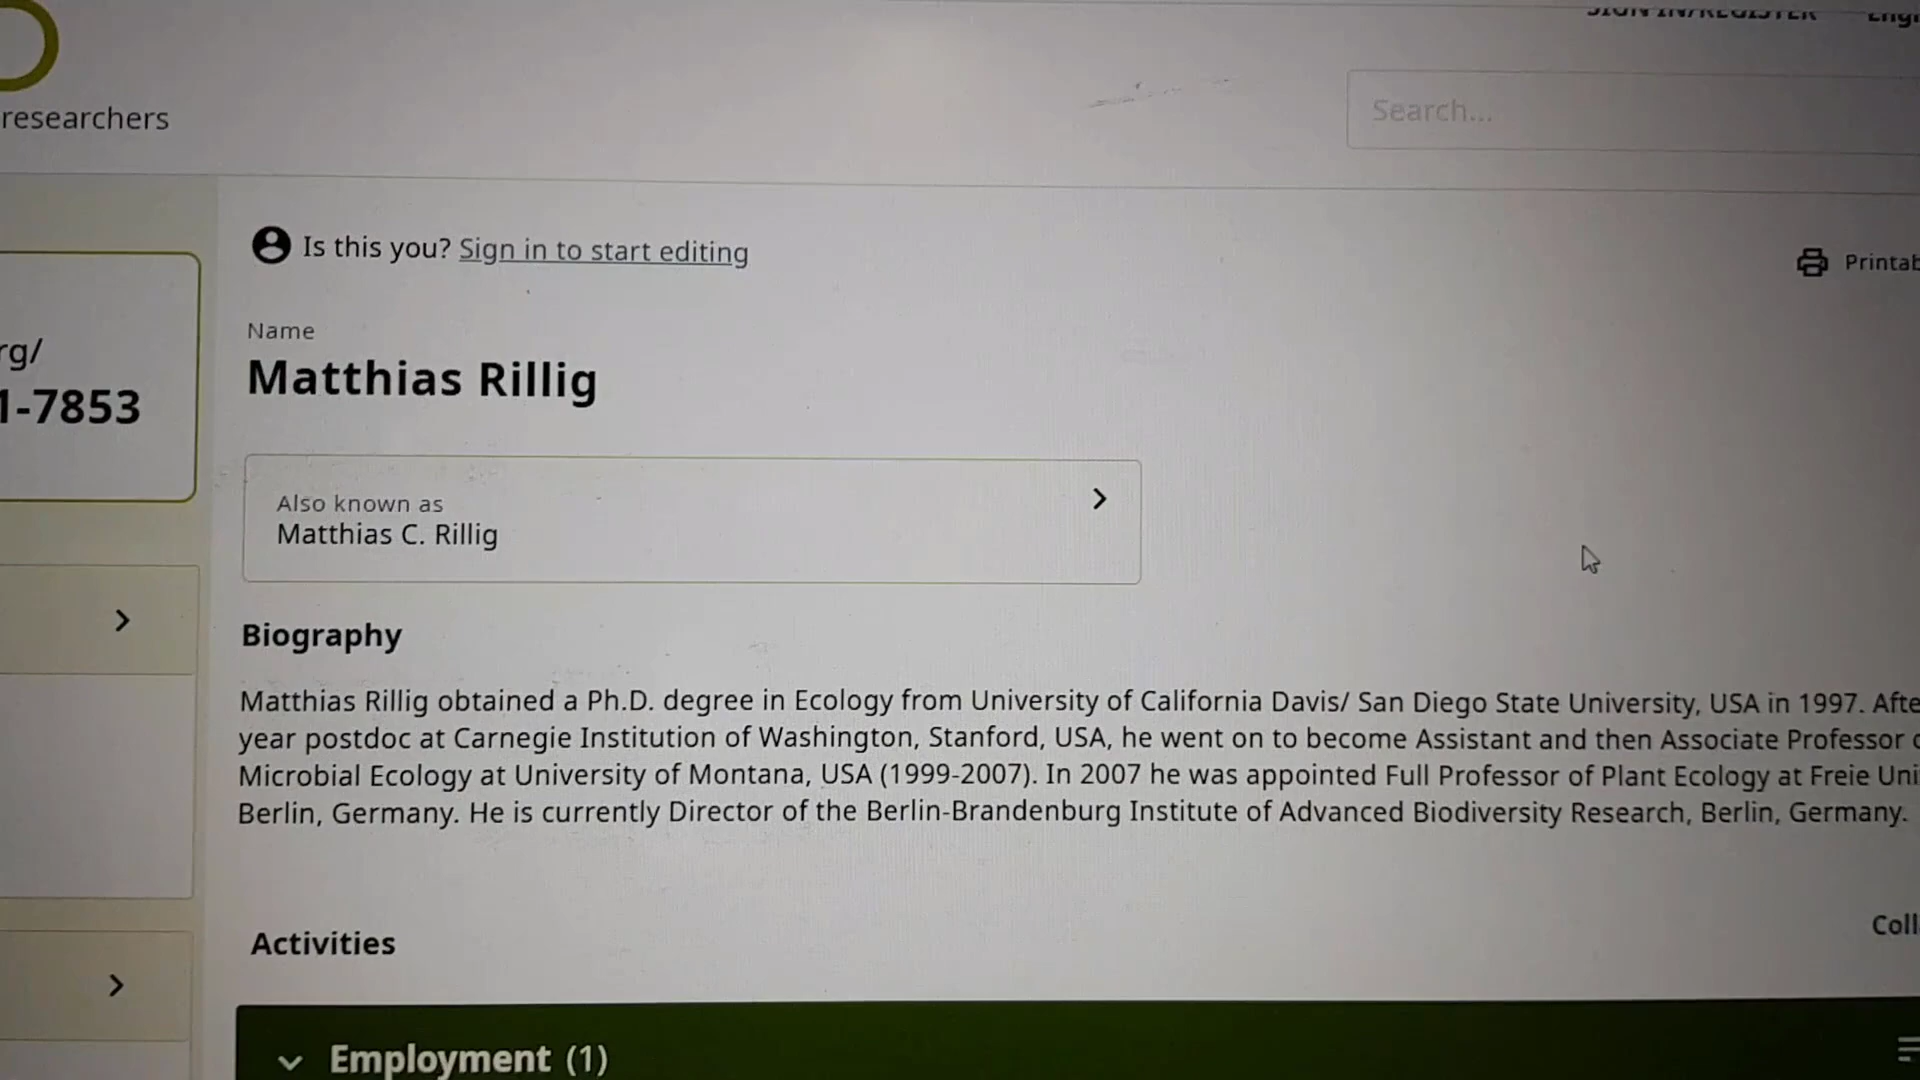 researchers
Search...
Is this you? Sign in to start editing
Name
Matthias Rillig
rg/
1-7853
Also known as
Matthias C. Rillig
Biography
Matthias Rillig obtained a Ph.D. degree in Ecology from University of California Davis/ San Diego State University, USA in 1997.
year postdoc at Carnegie Institution of Washington, Stanford, USA, he went on to become Assistant and then Associate Professor
Microbial Ecology at University of Montana, USA (1999-2007). In 2007 he was appointed Full Professor of Plant Ecology at Freie
Berlin, Germany. He is currently Director of the Berlin-Brandenburg Institute of Advanced Biodiversity Research, Berlin, Germany.
Activities
Employment (1)